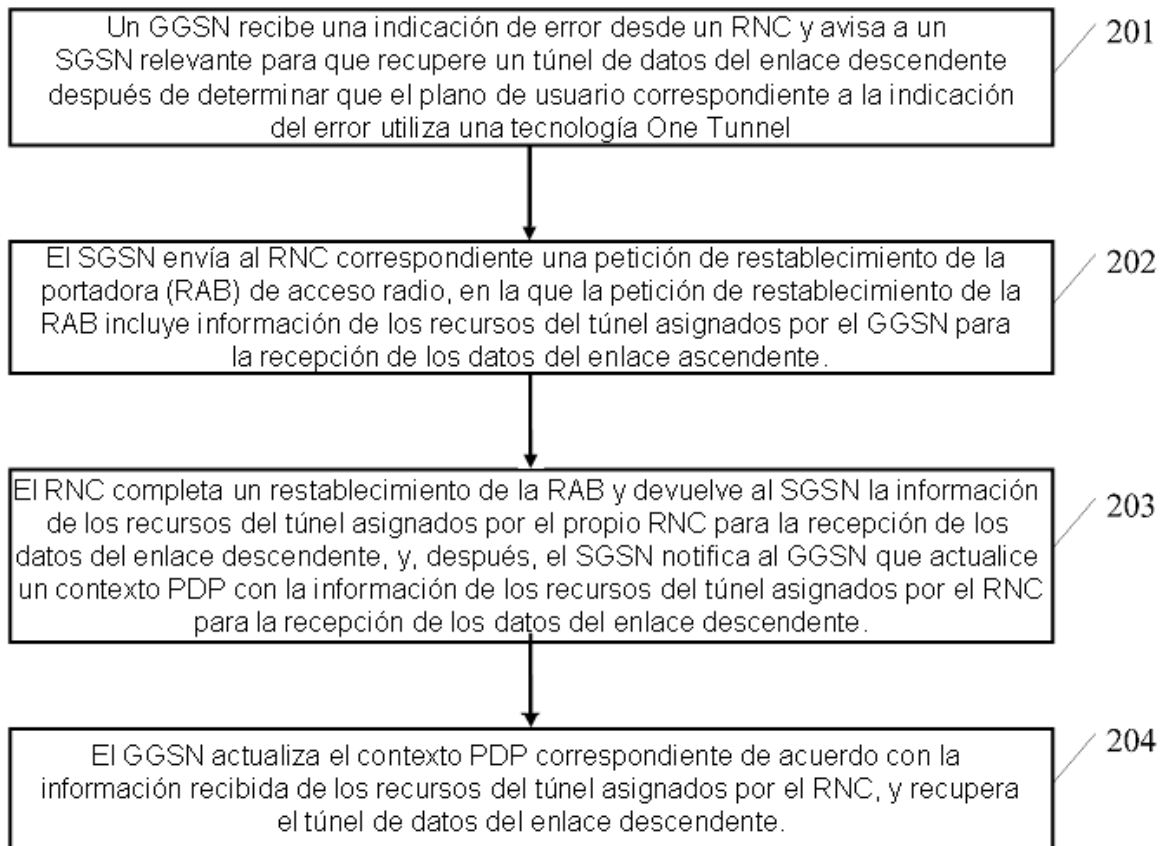 Un GGSN recibe una indicación de error desde un RNC y avisa a un
SGSN relevante para que recupere un túnel de datos del enlace descendente
después de determinar que el plano de usuario correspondiente a la indicación
del error utiliza una tecnología One Tunnel
201
El SGSN envía al RNC correspondiente una petición de restablecimiento de la
portadora (RAB) de acceso radio, en la que la petición de restablecimiento de la
RAB incluye información de los recursos del túnel asignados por el GGSN para
la recepción de los datos del enlace ascendente.
202
El RNC completa un restablecimiento de la RAB y devuelve al SGSN la información
de los recursos del túnel asignados por el propio RNC para la recepción de los
datos del enlace descendente, y, después, el SGSN notifica al GGSN que actualice
un contexto PDP con la información de los recursos del túnel asignados por el RNC
para la recepción de los datos del enlace descendente.
203
El GGSN actualiza el contexto PDP correspondiente de acuerdo con la
información recibida de los recursos del túnel asignados por el RNC, y recupera
el túnel de datos del enlace descendente.
204